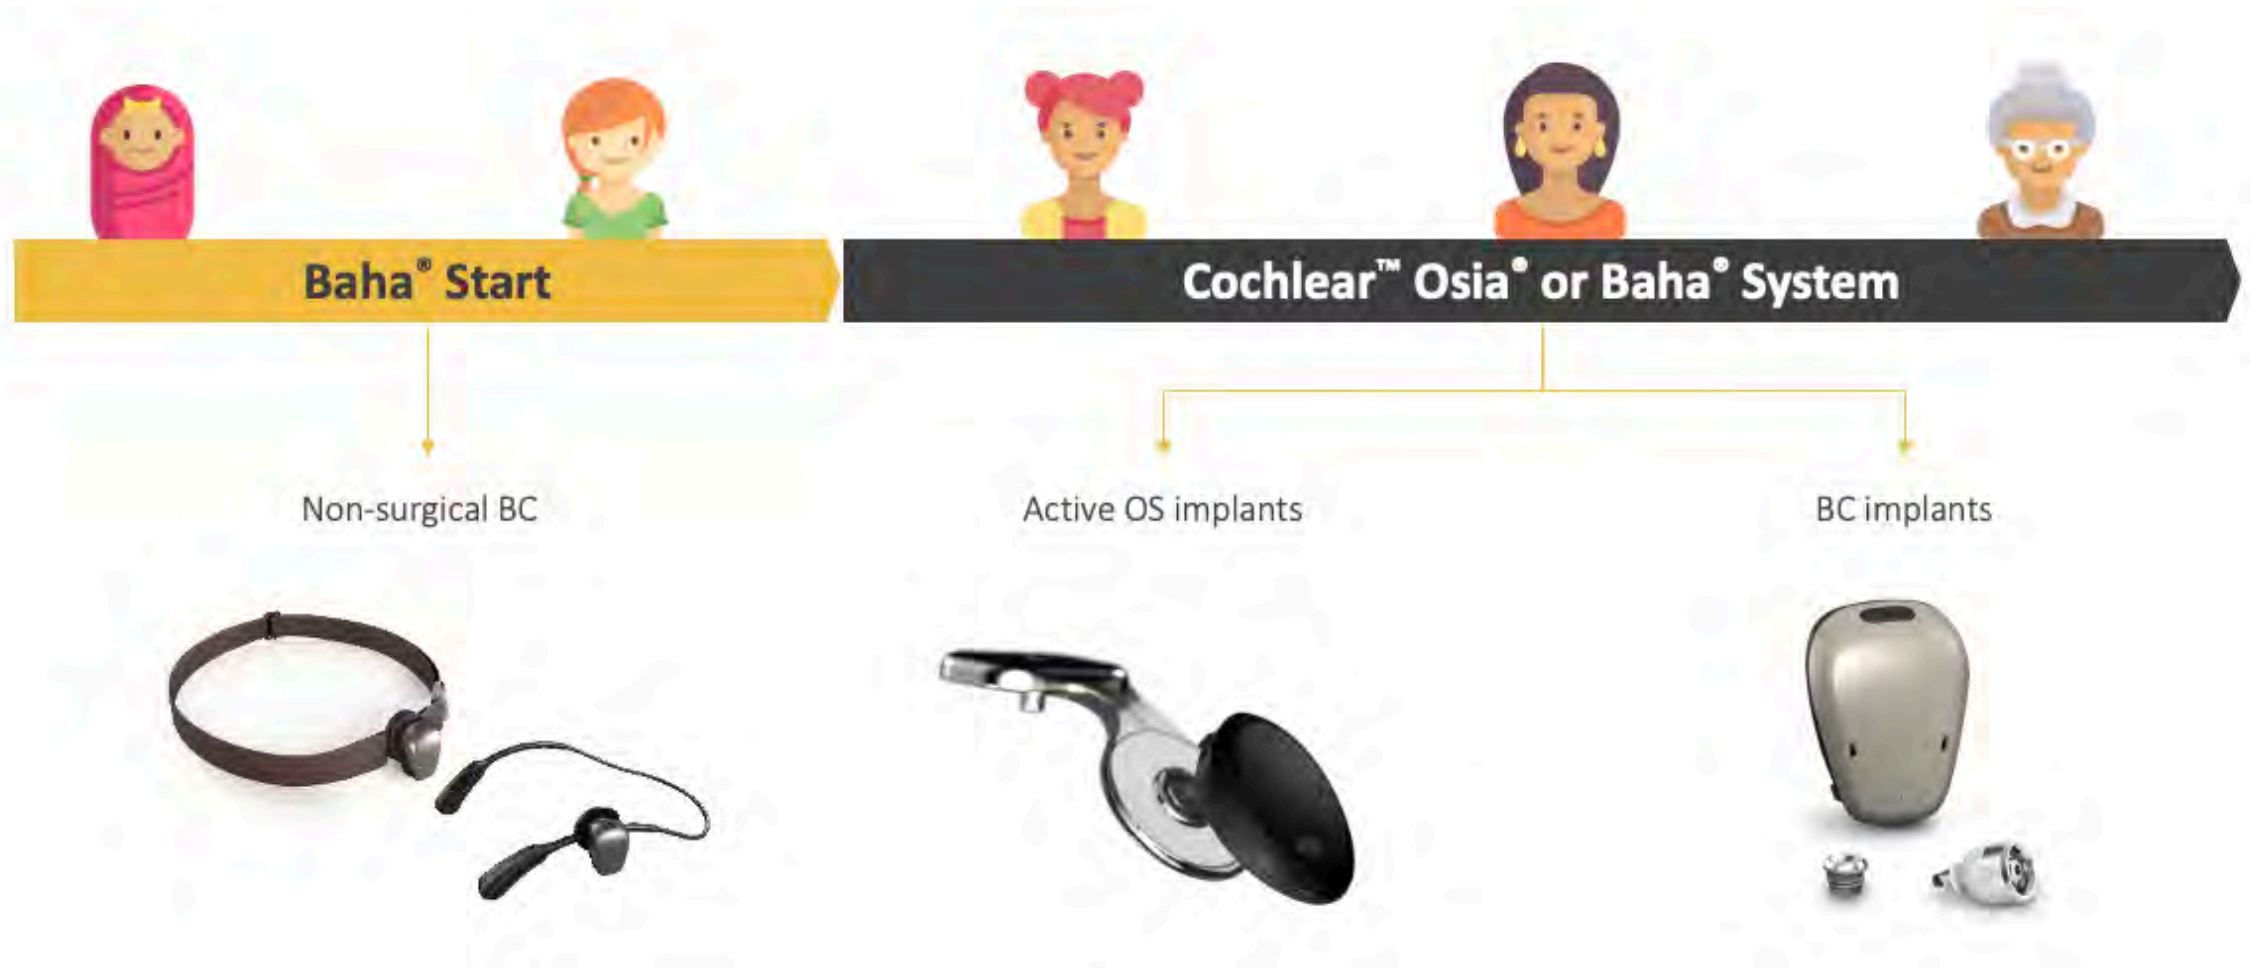 Baha® Start
Cochlear™ Osia® or Baha® System
Non-surgical BC
Active OS implants
BC implants